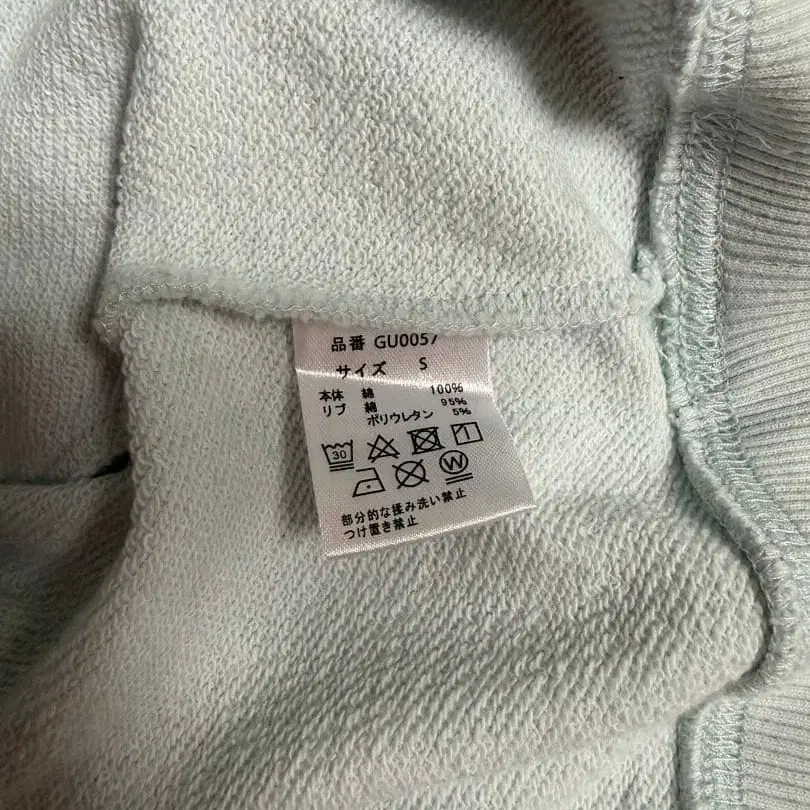 品番 GU0057
サイズ S
本体 綿 100%
リブ 綿 95%
ポリウレタン 5%
30 1
W
部分的な揉み洗い禁止
つけ置き禁止